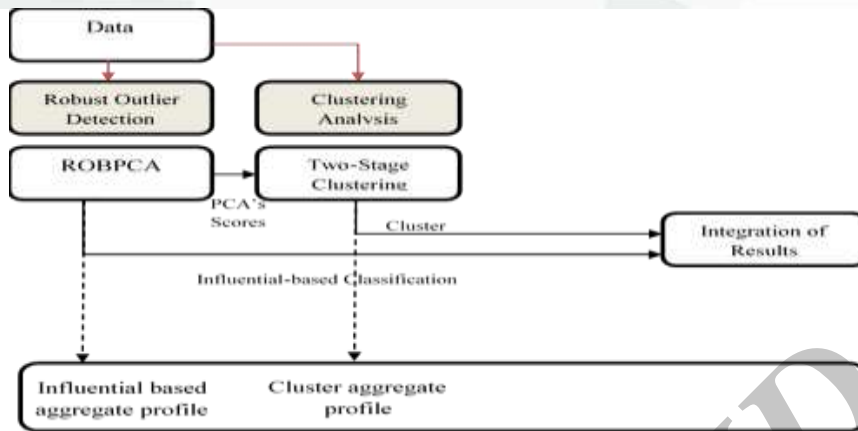 Data
Robust Outlier
Detection
Clustering
Analysis
ROBPCA
Two-Stage
Clustering
PCA's
Scores
Cluster
Integration of
Results
Influential-based Classification
Influential based
aggregate profile
Cluster aggregate
profile